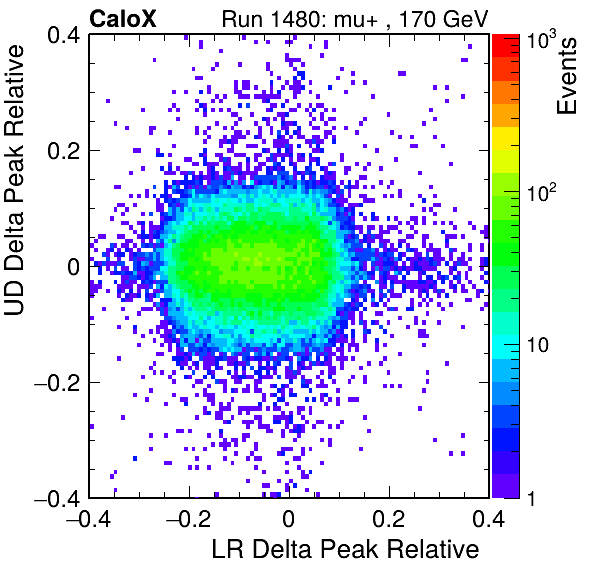 CaloX Run 1480: mu+ , 170 GeV
UD Delta Peak Relative
0.4
0.2
0
−0.2
−0.4
−0.4 −0.2 0 0.2 0.4
LR Delta Peak Relative
Events
10³
10²
10
1